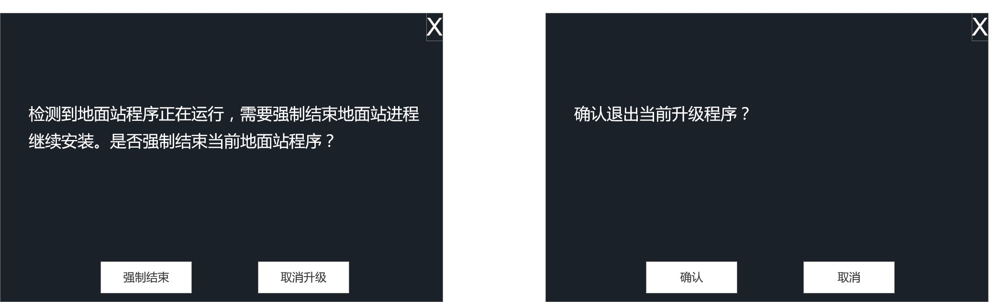 X
检测到地面站程序正在运行，需要强制结束地面站进程
继续安装。是否强制结束当前地面站程序？
强制结束
取消升级
X
确认退出当前升级程序？
确认
取消